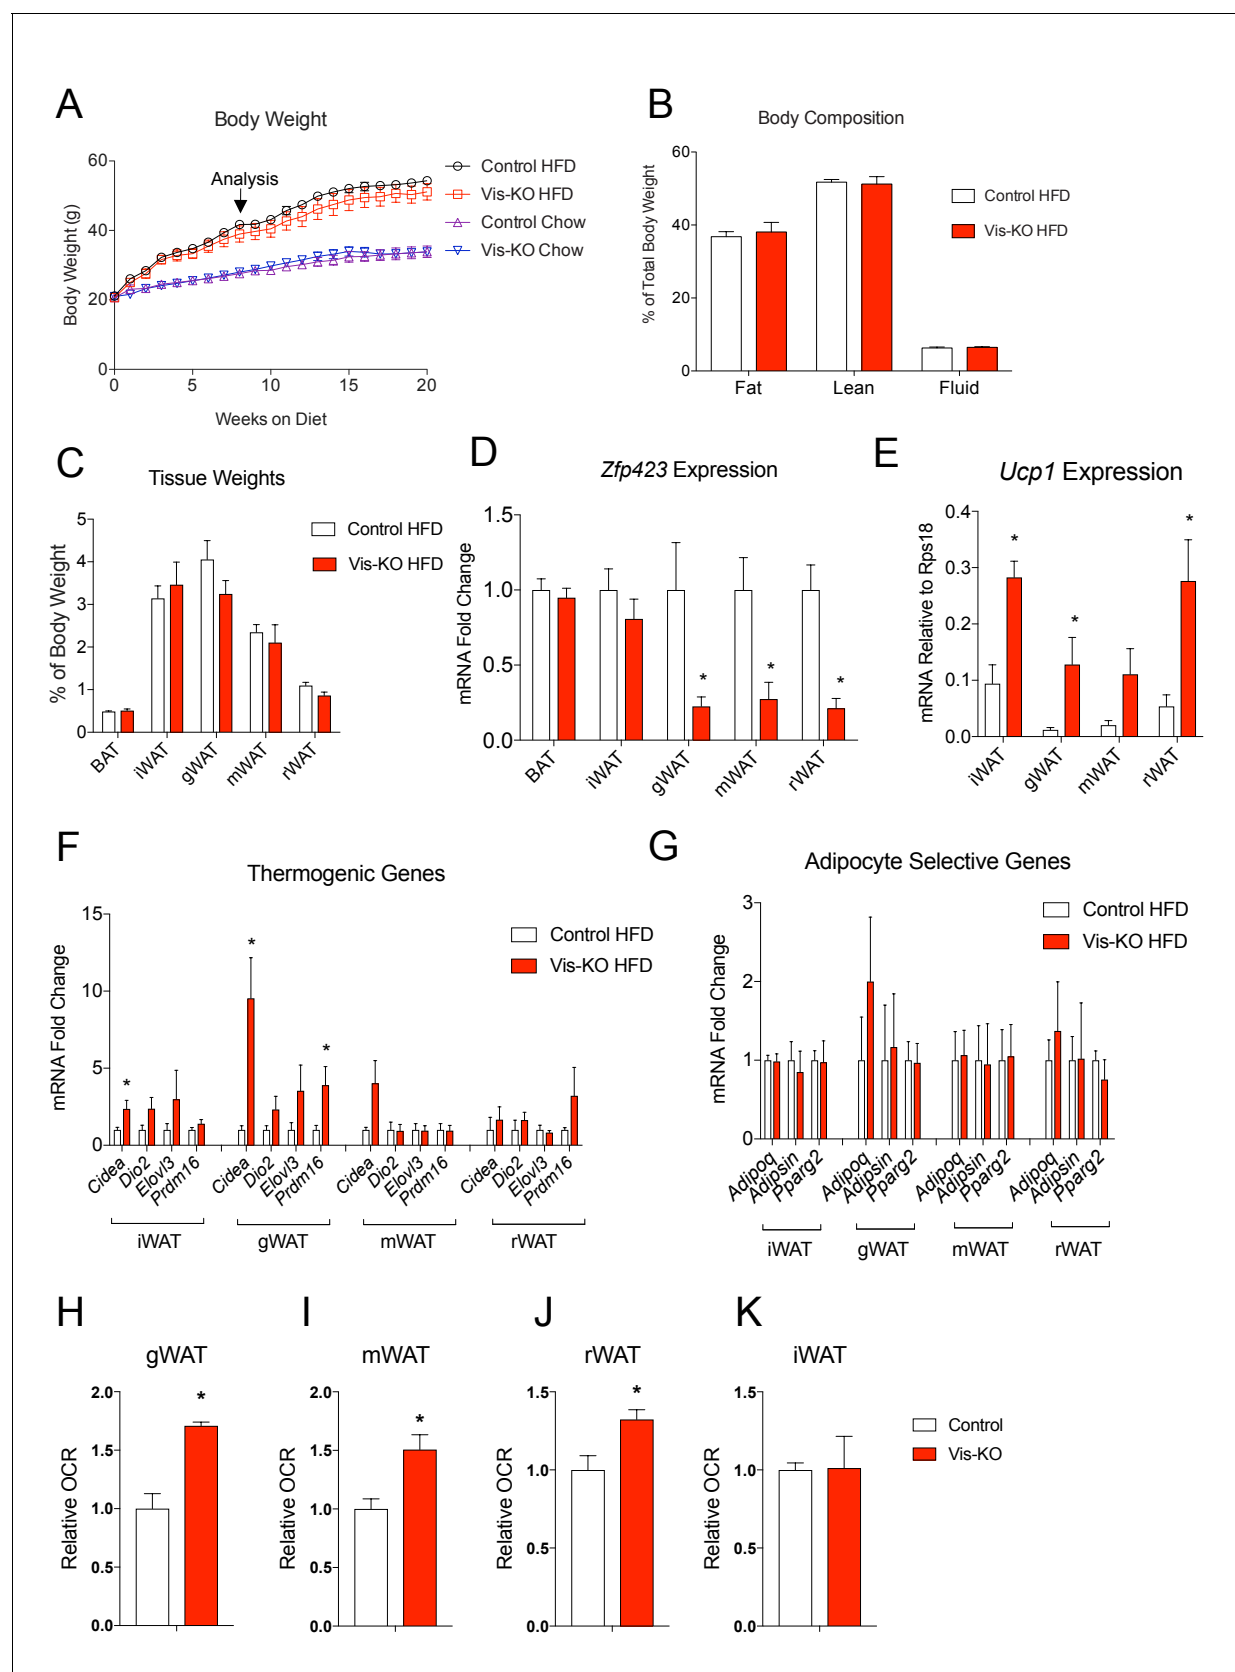 A
Body Weight
60
40
20
0
Body Weight (g)
Analysis
0
5
10
15
20
Weeks on Diet
Control HFD
Vis-KO HFD
Control Chow
Vis-KO Chow
B
Body Composition
60
40
20
0
% of Total Body Weight
Fat
Lean
Fluid
Control HFD
Vis-KO HFD
C
Tissue Weights
5
4
3
2
1
0
% of Body Weight
BAT
iWAT
gWAT
mWAT
rWAT
Control HFD
Vis-KO HFD
D
Zfp423 Expression
1.5
1.0
0.5
0.0
mRNA Fold Change
*
*
*
BAT
iWAT
gWAT
mWAT
rWAT
E
Ucp1 Expression
0.4
0.3
0.2
0.1
0.0
mRNA Relative to Rps18
*
*
*
iWAT
gWAT
mWAT
rWAT
F
Thermogenic Genes
15
10
5
0
mRNA Fold Change
*
*
*
Control HFD
Vis-KO HFD
Cidea
Dio2
Elovl3
Prdm16
Cidea
Dio2
Elovl3
Prdm16
Cidea
Dio2
Elovl3
Prdm16
Cidea
Dio2
Elovl3
Prdm16
iWAT
gWAT
mWAT
rWAT
G
Adipocyte Selective Genes
3
2
1
0
mRNA Fold Change
Control HFD
Vis-KO HFD
Adipoq
Adipsin
Pparg2
Adipoq
Adipsin
Pparg2
Adipoq
Adipsin
Pparg2
Adipoq
Adipsin
Pparg2
iWAT
gWAT
mWAT
rWAT
H
gWAT
2.0
1.5
1.0
0.5
0.0
Relative OCR
*
I
mWAT
2.0
1.5
1.0
0.5
0.0
Relative OCR
*
J
rWAT
1.5
1.0
0.5
0.0
Relative OCR
*
K
iWAT
1.5
1.0
0.5
0.0
Relative OCR
Control
Vis-KO